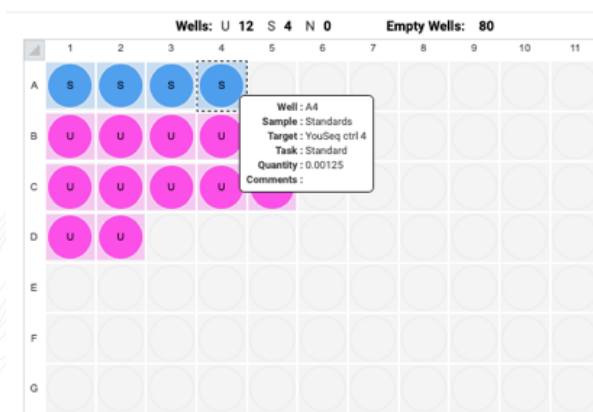 Wells: U 12 S 4 N 0 Empty Wells: 80
1 2 3 4 5 6 7 8 9 10 11
A S S S S
Well : A4
Sample : Standards
Target : YouSeq ctrl 4
Task : Standard
Quantity : 0.00125
Comments :
B U U U U
C U U U U
D U U
E
F
G